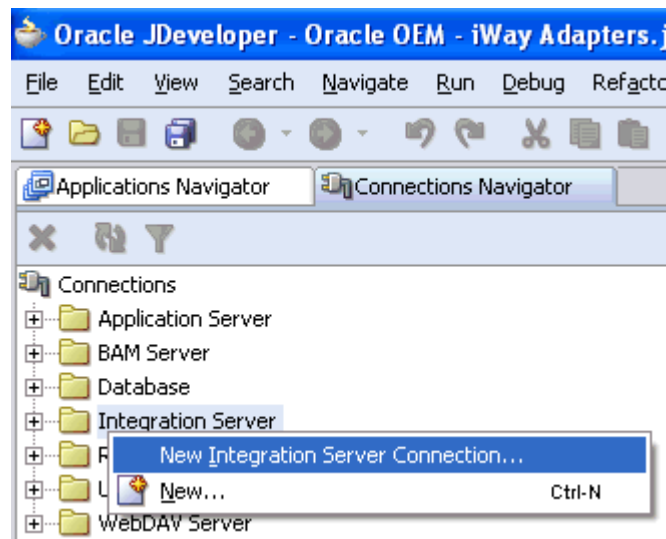 Oracle JDeveloper - Oracle OEM - iWay Adapters.j
File Edit View Search Navigate Run Debug Refacto
Applications Navigator Connections Navigator
Connections
Application Server
BAM Server
Database
Integration Server
R New Integration Server Connection...
U New... Ctrl-N
WebDAV Server